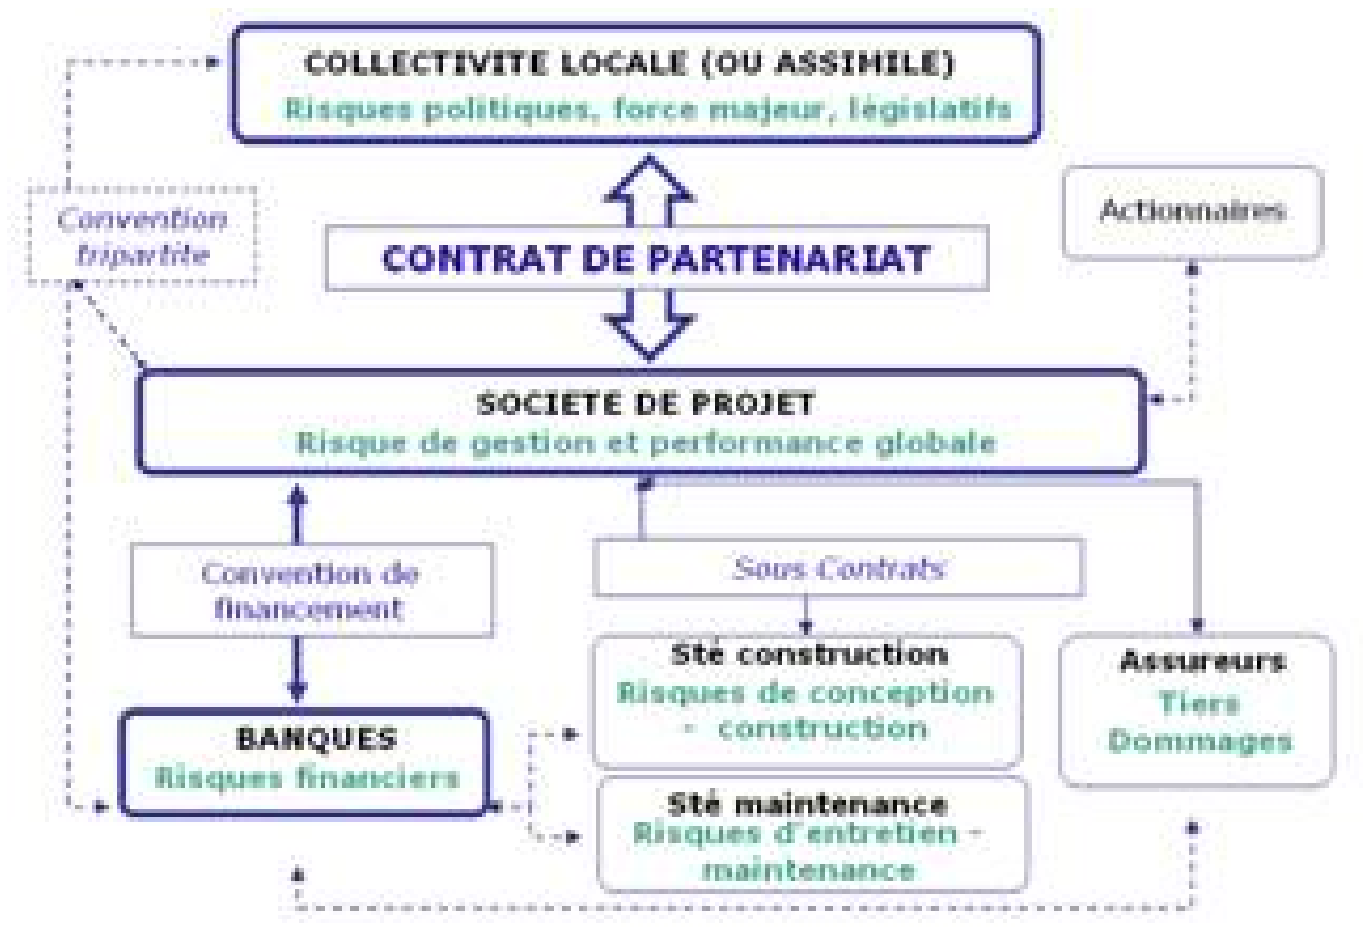 COLLECTIVITE LOCALE (OU ASSIMILE)
Risques politiques, force majeur, législatifs
Convention
tripartite
Actionnaires
CONTRAT DE PARTENARIAT
SOCIETE DE PROJET
Risque de gestion et performance globale
Convention de
financement
Sous Contrats
Sté construction
Risques de conception
- construction
Assureurs
Tiers
Dommages
BANQUES
Risques financiers
Sté maintenance
Risques d'entretien -
maintenance